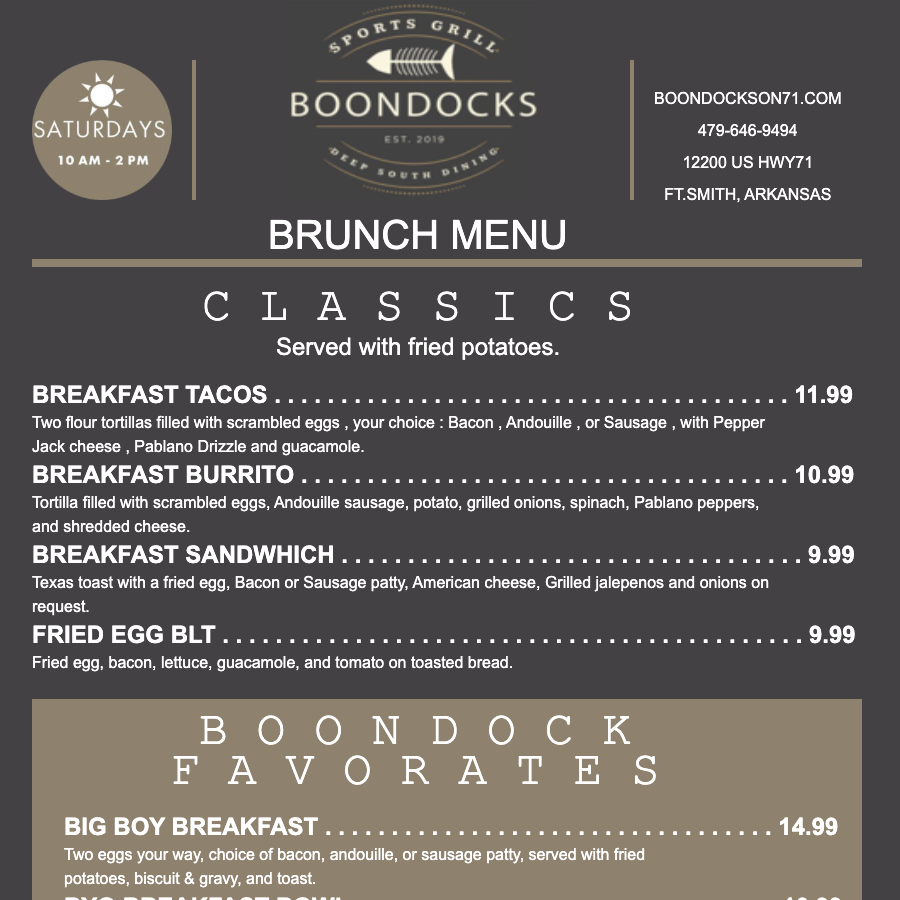 SPORTS GRILL
BOONDOCKS
EST. 2019
DEEP SOUTH DINING
SATURDAYS
10 AM - 2 PM
BOONDOCKSON71.COM
479-646-9494
12200 US HWY71
FT.SMITH, ARKANSAS
BRUNCH MENU
CLASSICS
Served with fried potatoes.
BREAKFAST TACOS . . . . . . . . . . . . . . . . . . . . . . . . . . . . . . . . . . . . . . . 11.99
Two flour tortillas filled with scrambled eggs , your choice : Bacon , Andouille , or Sausage , with Pepper
Jack cheese , Pablano Drizzle and guacamole.
BREAKFAST BURRITO . . . . . . . . . . . . . . . . . . . . . . . . . . . . . . . . . . . . . 10.99
Tortilla filled with scrambled eggs, Andouille sausage, potato, grilled onions, spinach, Pablano peppers,
and shredded cheese.
BREAKFAST SANDWHICH . . . . . . . . . . . . . . . . . . . . . . . . . . . . . . . . . . . 9.99
Texas toast with a fried egg, Bacon or Sausage patty, American cheese, Grilled jalepenos and onions on
request.
FRIED EGG BLT . . . . . . . . . . . . . . . . . . . . . . . . . . . . . . . . . . . . . . . . . . . . 9.99
Fried egg, bacon, lettuce, guacamole, and tomato on toasted bread.
BOONDOCK
FAVORATES
BIG BOY BREAKFAST . . . . . . . . . . . . . . . . . . . . . . . . . . . . . . . . . . 14.99
Two eggs your way, choice of bacon, andouille, or sausage patty, served with fried
potatoes, biscuit & gravy, and toast.